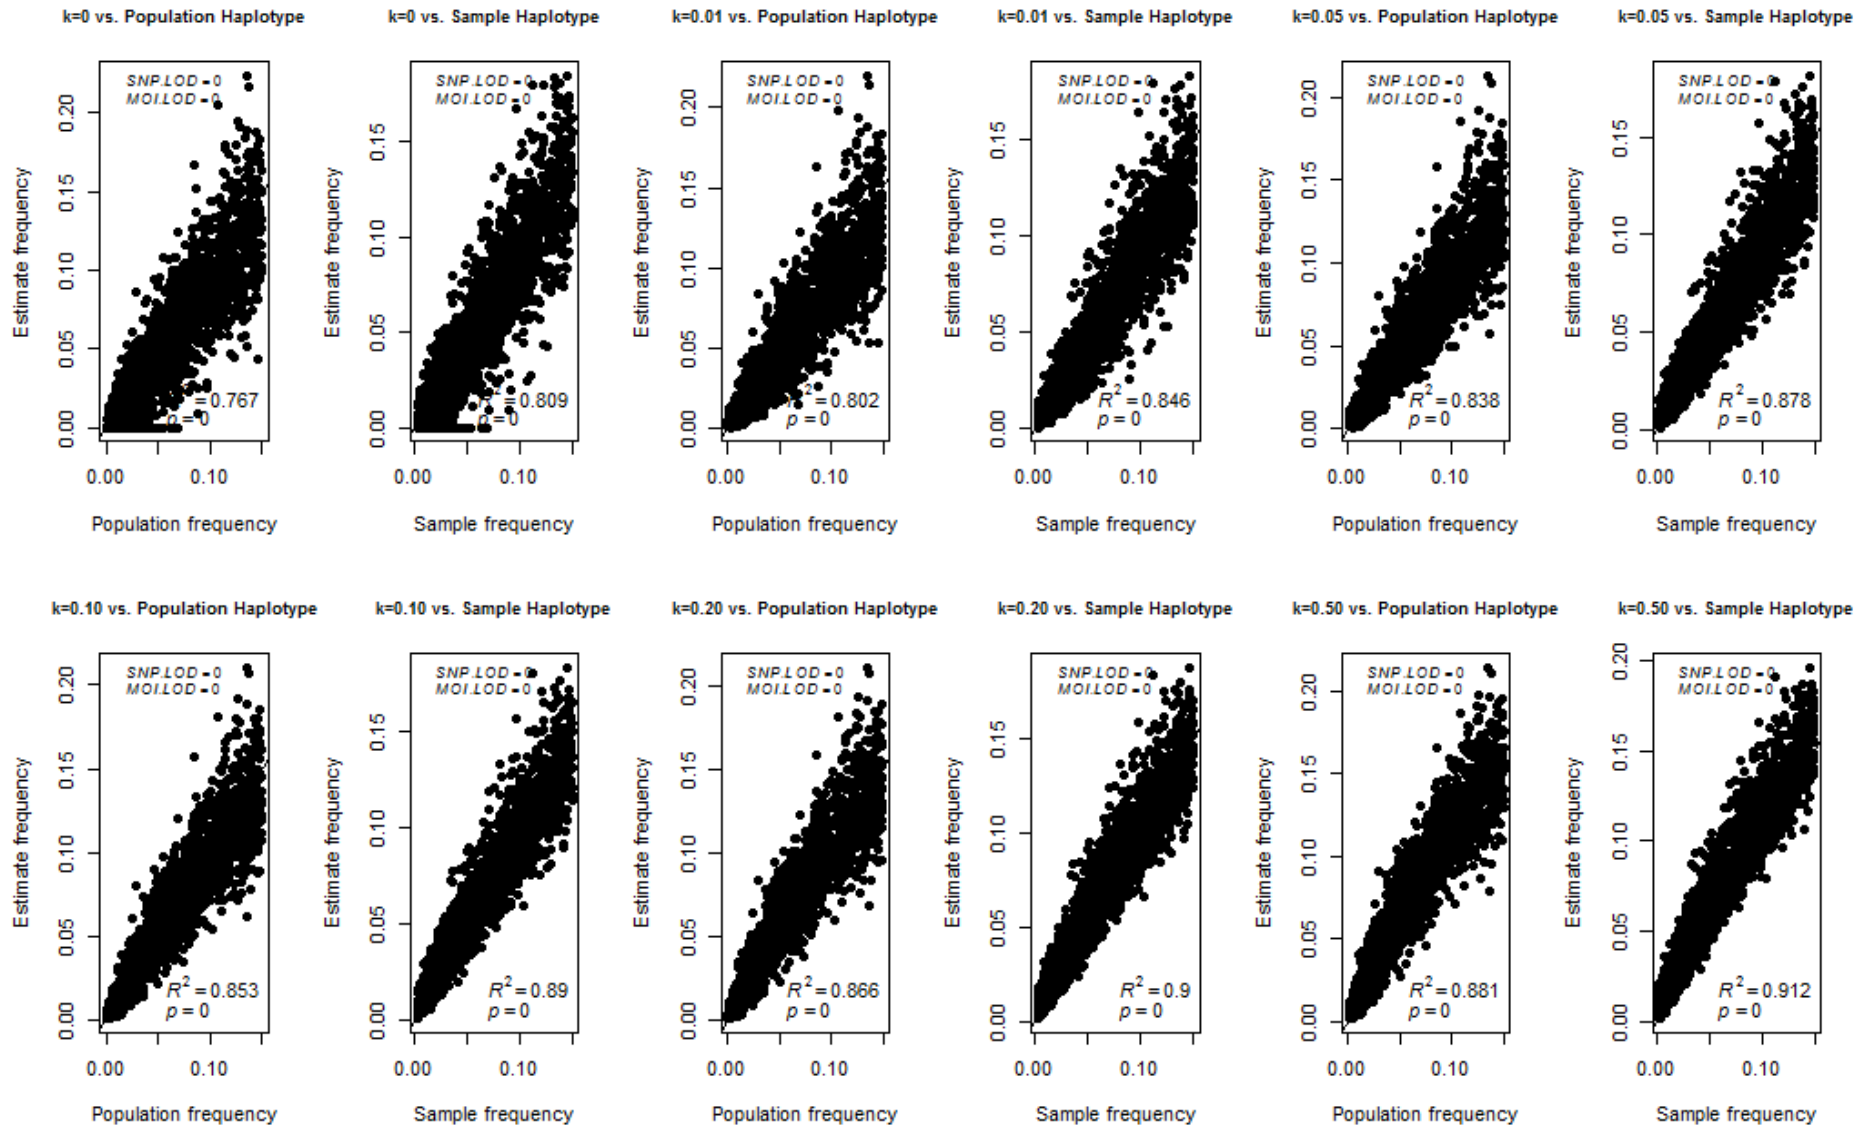 k=0 vs. Population Haplotype
SNP.LOD = 0
MOI.LOD = 0
Estimate frequency
0.00 0.05 0.10 0.15 0.20
= 0.767
p = 0
0.00 0.10
Population frequency
k=0 vs. Sample Haplotype
SNP.LOD = 0
MOI.LOD = 0
Estimate frequency
0.00 0.05 0.10 0.15
R² = 0.809
p = 0
0.00 0.10
Sample frequency
k=0.01 vs. Population Haplotype
SNP.LOD = 0
MOI.LOD = 0
Estimate frequency
0.00 0.05 0.10 0.15 0.20
R² = 0.802
p = 0
0.00 0.10
Population frequency
k=0.01 vs. Sample Haplotype
SNP.LOD = 0
MOI.LOD = 0
Estimate frequency
0.00 0.05 0.10 0.15
R² = 0.846
p = 0
0.00 0.10
Sample frequency
k=0.05 vs. Population Haplotype
SNP.LOD = 0
MOI.LOD = 0
Estimate frequency
0.00 0.05 0.10 0.15 0.20
R² = 0.838
p = 0
0.00 0.10
Population frequency
k=0.05 vs. Sample Haplotype
SNP.LOD = 0
MOI.LOD = 0
Estimate frequency
0.00 0.05 0.10 0.15
R² = 0.878
p = 0
0.00 0.10
Sample frequency
k=0.10 vs. Population Haplotype
SNP.LOD = 0
MOI.LOD = 0
Estimate frequency
0.00 0.05 0.10 0.15 0.20
R² = 0.853
p = 0
0.00 0.10
Population frequency
k=0.10 vs. Sample Haplotype
SNP.LOD = 0
MOI.LOD = 0
Estimate frequency
0.00 0.05 0.10 0.15
R² = 0.89
p = 0
0.00 0.10
Sample frequency
k=0.20 vs. Population Haplotype
SNP.LOD = 0
MOI.LOD = 0
Estimate frequency
0.00 0.05 0.10 0.15 0.20
R² = 0.866
p = 0
0.00 0.10
Population frequency
k=0.20 vs. Sample Haplotype
SNP.LOD = 0
MOI.LOD = 0
Estimate frequency
0.00 0.05 0.10 0.15
R² = 0.9
p = 0
0.00 0.10
Sample frequency
k=0.50 vs. Population Haplotype
SNP.LOD = 0
MOI.LOD = 0
Estimate frequency
0.00 0.05 0.10 0.15 0.20
R² = 0.881
p = 0
0.00 0.10
Population frequency
k=0.50 vs. Sample Haplotype
SNP.LOD = 0
MOI.LOD = 0
Estimate frequency
0.00 0.05 0.10 0.15 0.20
R² = 0.912
p = 0
0.00 0.10
Sample frequency